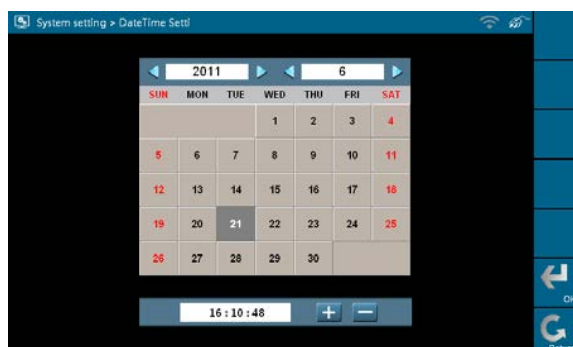 System setting > DateTime Setti
2011 6
SUN MON TUE WED THU FRI SAT
1 2 3 4
5 6 7 8 9 10 11
12 13 14 15 16 17 18
19 20 21 22 23 24 25
26 27 28 29 30
16 : 10 : 48 + −